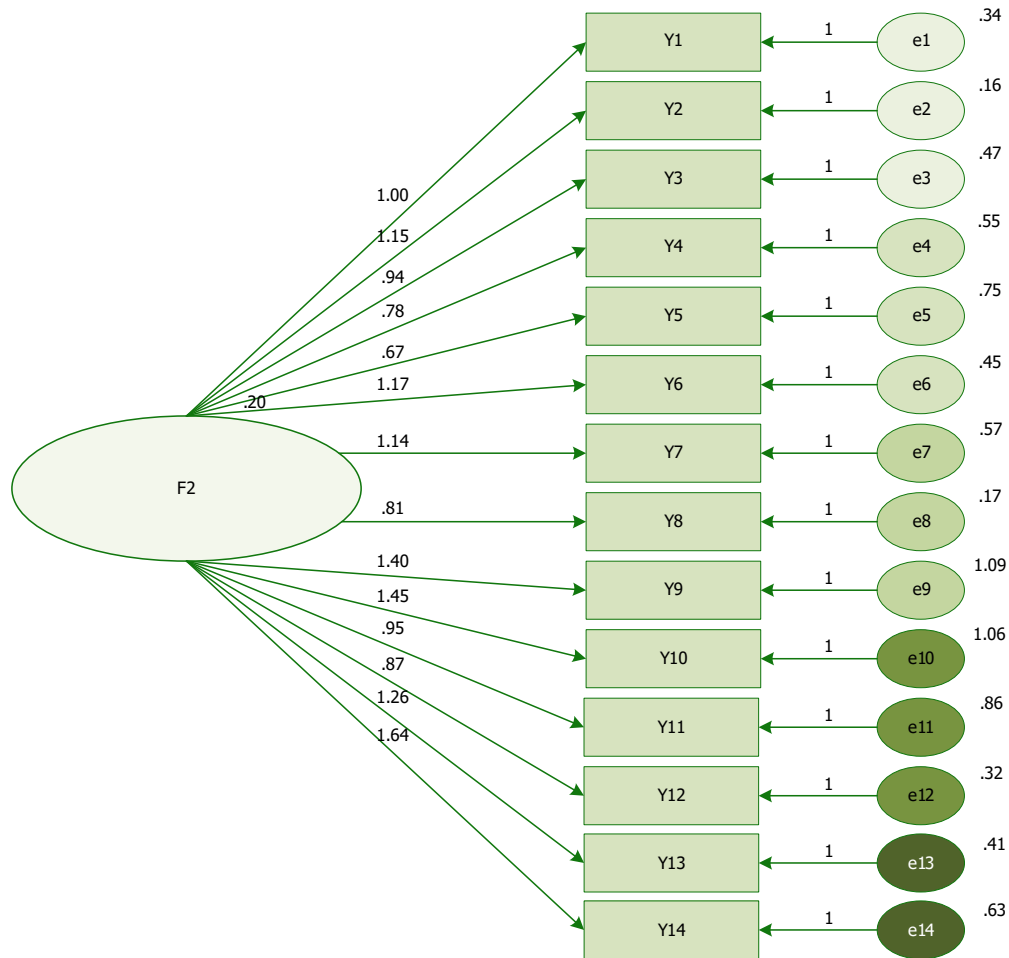 .34
Y1 1 e1
.16
Y2 1 e2
.47
Y3 1 e3
1.00
.55
1.15
Y4 1 e4
.94
.75
.78
Y5 1 e5
.67
.45
1.17
Y6 1 e6
.20
.57
1.14
Y7 1 e7
F2
.17
.81
Y8 1 e8
1.09
1.40
Y9 1 e9
1.45
1.06
.95
Y10 1 e10
.87
.86
1.26
Y11 1 e11
1.64
.32
Y12 1 e12
.41
Y13 1 e13
.63
Y14 1 e14